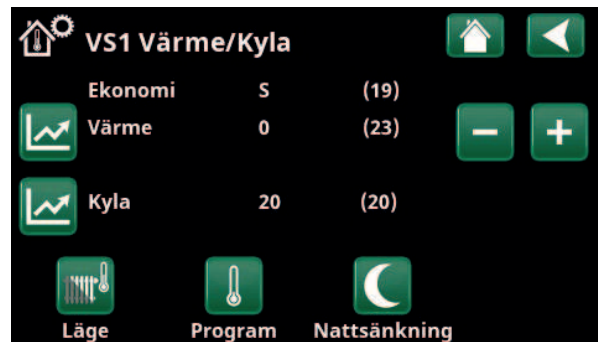 VS1 Värme/Kyla
Ekonomi S (19)
Värme 0 (23)
Kyla 20 (20)
Läge Program Nattsänkning